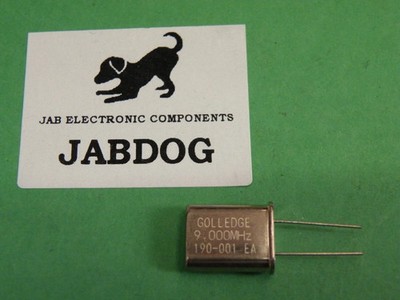 JAB ELECTRONIC COMPONENTS
JABDOG
GOLLEDGE
9.000MHz
190-001 EA